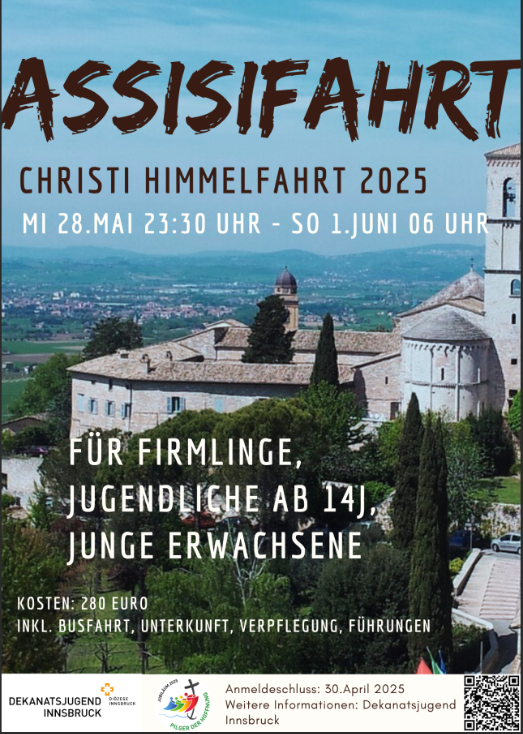 ASSISIFAHRT
CHRISTI HIMMELFAHRT 2025
MI 28.MAI 23:30 UHR - SO 1.JUNI 06 UHR
FÜR FIRMLINGE,
JUGENDLICHE AB 14J,
JUNGE ERWACHSENE
KOSTEN: 280 EURO
INKL. BUSFAHRT, UNTERKUNFT, VERPFLEGUNG, FÜHRUNGEN
DEKANATSJUGEND
INNSBRUCK
DIÖZESE
INNSBRUCK
JUBILÄUM 2025
PILGER DER HOFFNUNG
Anmeldeschluss: 30.April 2025
Weitere Informationen: Dekanatsjugend
Innsbruck